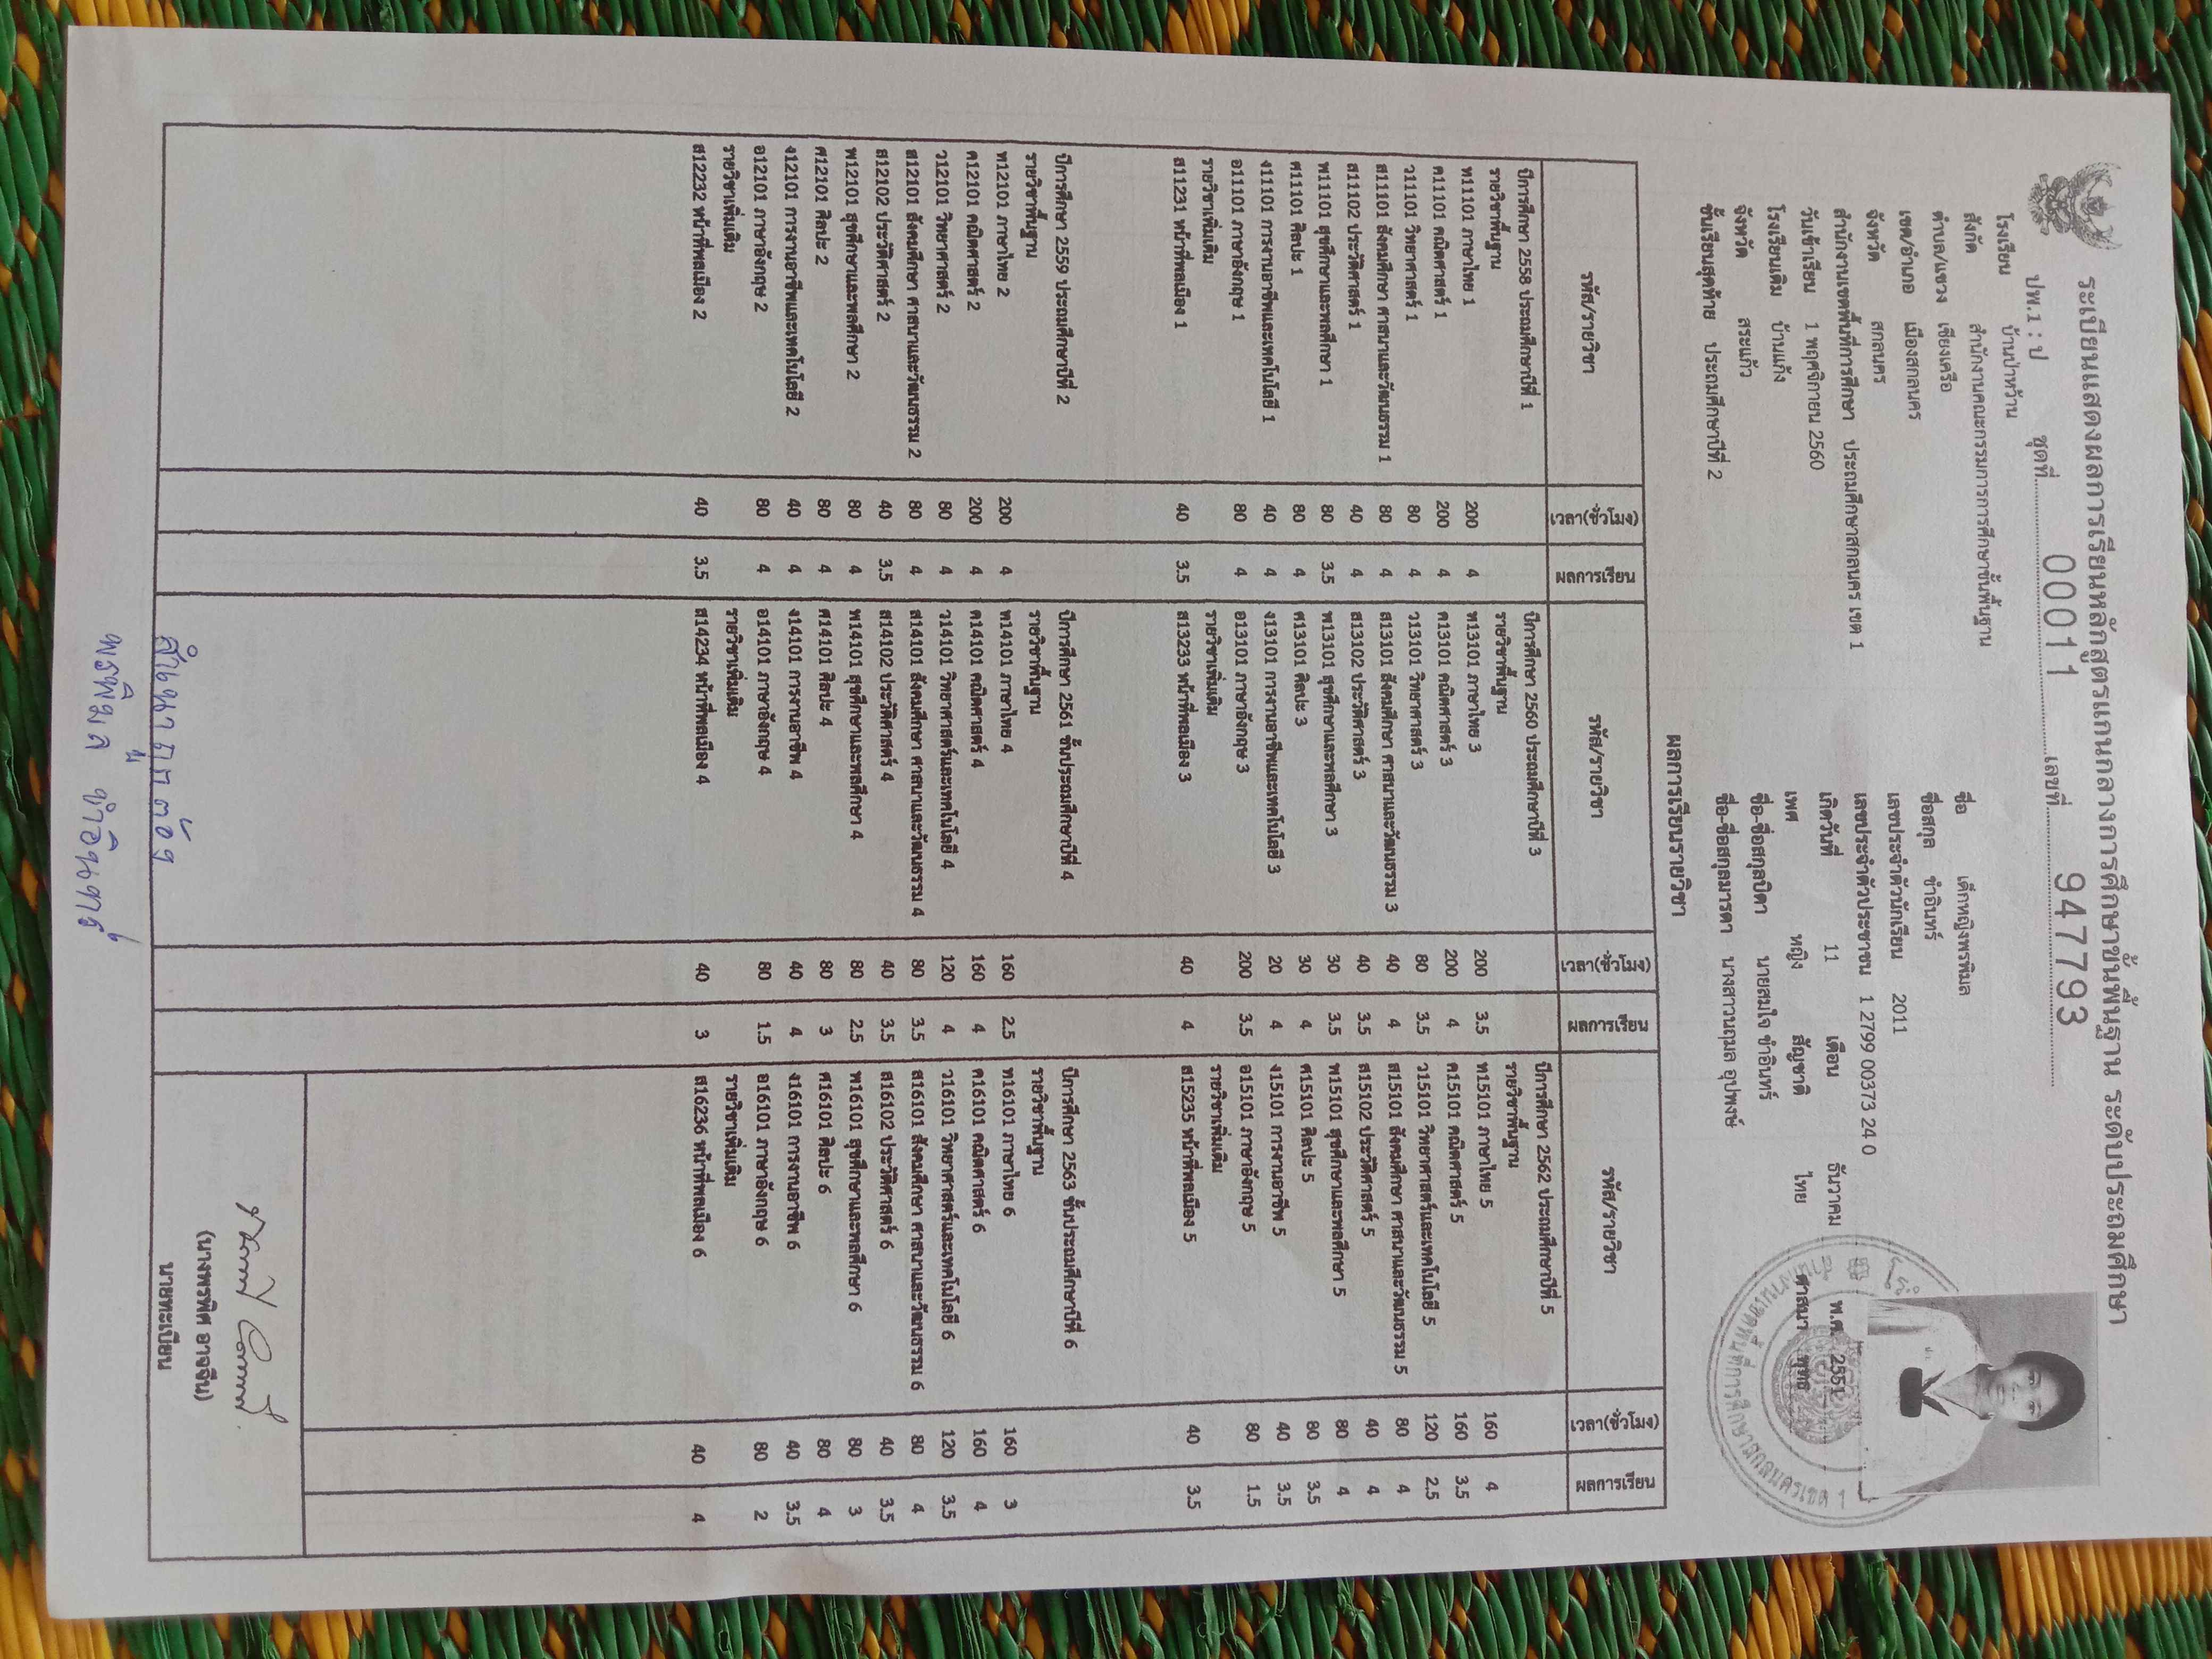 ระเบียนแสดงผลการเรียนหลักสูตรแกนกลางการศึกษาขั้นพื้นฐาน ระดับประถมศึกษา
ปพ.1 : ป ชุดที่ 00011 เลขที่ 947793
โรงเรียน บ้านป่าหว้าน
สังกัด สำนักงานคณะกรรมการการศึกษาขั้นพื้นฐาน
ตำบล/แขวง เชียงเครือ
เขต/อำเภอ เมืองสกลนคร
จังหวัด สกลนคร
สำนักงานเขตพื้นที่การศึกษา ประถมศึกษาสกลนคร เขต 1
วันเข้าเรียน 1 พฤศจิกายน 2560
โรงเรียนเดิม บ้านแก้ง
จังหวัด สระแก้ว
ชั้นเรียนสุดท้าย ประถมศึกษาปีที่ 2
ชื่อ เด็กหญิงพรพิมล
ชื่อสกุล ขำอินทร์
เลขประจำตัวนักเรียน 2011
เลขประจำตัวประชาชน 1 2799 00373 24 0
เกิดวันที่ 11 เดือน ธันวาคม พ.ศ. 2551
เพศ หญิง สัญชาติ ไทย ศาสนา พุทธ
ชื่อ-ชื่อสกุลบิดา นายสมใจ ขำอินทร์
ชื่อ-ชื่อสกุลมารดา นางสาวนฤมล อุปพงษ์
ผลการเรียนรายวิชา
รหัส/รายวิชา เวลา(ชั่วโมง) ผลการเรียน
ปีการศึกษา 2558 ประถมศึกษาปีที่ 1
รายวิชาพื้นฐาน
ท11101 ภาษาไทย 1 200 4
ค11101 คณิตศาสตร์ 1 200 4
ว11101 วิทยาศาสตร์ 1 80 4
ส11101 สังคมศึกษา ศาสนาและวัฒนธรรม 1 80 4
ส11102 ประวัติศาสตร์ 1 40 4
พ11101 สุขศึกษาและพลศึกษา 1 80 3.5
ศ11101 ศิลปะ 1 80 4
ง11101 การงานอาชีพและเทคโนโลยี 1 40 4
อ11101 ภาษาอังกฤษ 1 80 4
รายวิชาเพิ่มเติม
ส11231 หน้าที่พลเมือง 1 40 3.5
ปีการศึกษา 2559 ประถมศึกษาปีที่ 2
รายวิชาพื้นฐาน
ท12101 ภาษาไทย 2 200 4
ค12101 คณิตศาสตร์ 2 200 4
ว12101 วิทยาศาสตร์ 2 80 4
ส12101 สังคมศึกษา ศาสนาและวัฒนธรรม 2 80 4
ส12102 ประวัติศาสตร์ 2 40 3.5
พ12101 สุขศึกษาและพลศึกษา 2 80 4
ศ12101 ศิลปะ 2 80 4
ง12101 การงานอาชีพและเทคโนโลยี 2 40 4
อ12101 ภาษาอังกฤษ 2 80 4
รายวิชาเพิ่มเติม
ส12232 หน้าที่พลเมือง 2 40 3.5
รหัส/รายวิชา เวลา(ชั่วโมง) ผลการเรียน
ปีการศึกษา 2560 ประถมศึกษาปีที่ 3
รายวิชาพื้นฐาน
ท13101 ภาษาไทย 3 200 3.5
ค13101 คณิตศาสตร์ 3 200 4
ว13101 วิทยาศาสตร์ 3 80 3.5
ส13101 สังคมศึกษา ศาสนาและวัฒนธรรม 3 40 4
ส13102 ประวัติศาสตร์ 3 40 3.5
พ13101 สุขศึกษาและพลศึกษา 3 30 3.5
ศ13101 ศิลปะ 3 30 4
ง13101 การงานอาชีพและเทคโนโลยี 3 20 4
อ13101 ภาษาอังกฤษ 3 200 3.5
รายวิชาเพิ่มเติม
ส13233 หน้าที่พลเมือง 3 40 4
ปีการศึกษา 2561 ชั้นประถมศึกษาปีที่ 4
รายวิชาพื้นฐาน
ท14101 ภาษาไทย 4 160 2.5
ค14101 คณิตศาสตร์ 4 160 4
ว14101 วิทยาศาสตร์และเทคโนโลยี 4 120 4
ส14101 สังคมศึกษา ศาสนาและวัฒนธรรม 4 80 3.5
ส14102 ประวัติศาสตร์ 4 40 3.5
พ14101 สุขศึกษาและพลศึกษา 4 80 2.5
ศ14101 ศิลปะ 4 80 3
ง14101 การงานอาชีพ 4 40 4
อ14101 ภาษาอังกฤษ 4 80 1.5
รายวิชาเพิ่มเติม
ส14234 หน้าที่พลเมือง 4 40 3
รหัส/รายวิชา เวลา(ชั่วโมง) ผลการเรียน
ปีการศึกษา 2562 ประถมศึกษาปีที่ 5
รายวิชาพื้นฐาน
ท15101 ภาษาไทย 5 160 4
ค15101 คณิตศาสตร์ 5 160 3.5
ว15101 วิทยาศาสตร์และเทคโนโลยี 5 120 2.5
ส15101 สังคมศึกษา ศาสนาและวัฒนธรรม 5 80 4
ส15102 ประวัติศาสตร์ 5 40 4
พ15101 สุขศึกษาและพลศึกษา 5 80 4
ศ15101 ศิลปะ 5 80 3.5
ง15101 การงานอาชีพ 5 40 3.5
อ15101 ภาษาอังกฤษ 5 80 1.5
รายวิชาเพิ่มเติม
ส15235 หน้าที่พลเมือง 5 40 3.5
ปีการศึกษา 2563 ชั้นประถมศึกษาปีที่ 6
รายวิชาพื้นฐาน
ท16101 ภาษาไทย 6 160 3
ค16101 คณิตศาสตร์ 6 160 4
ว16101 วิทยาศาสตร์และเทคโนโลยี 6 120 3.5
ส16101 สังคมศึกษา ศาสนาและวัฒนธรรม 6 80 4
ส16102 ประวัติศาสตร์ 6 40 3.5
พ16101 สุขศึกษาและพลศึกษา 6 80 3
ศ16101 ศิลปะ 6 80 4
ง16101 การงานอาชีพ 6 40 3.5
อ16101 ภาษาอังกฤษ 6 80 2
รายวิชาเพิ่มเติม
ส16236 หน้าที่พลเมือง 6 40 4
(นางพรพิศ อาจจีน)
นายทะเบียน
สำเนาถูกต้อง
พรพิมล ขำอินทร์